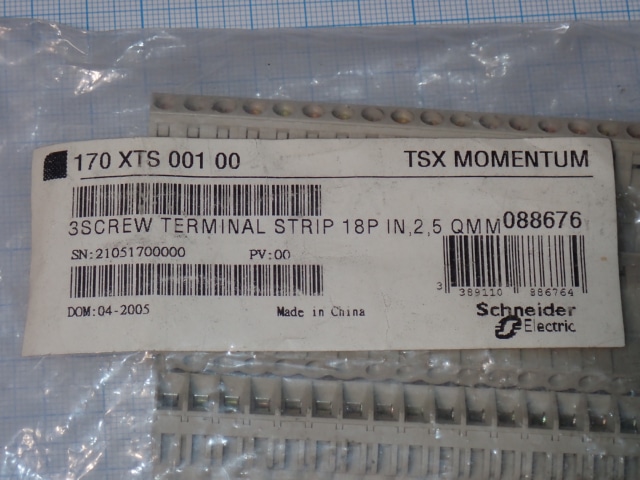 170 XTS 001 00 TSX MOMENTUM
3SCREW TERMINAL STRIP 18P IN,2,5 QMM 088676
SN:21051700000 PV:00
3 389110 886764
DOM:04-2005 Made in China
Schneider
Electric